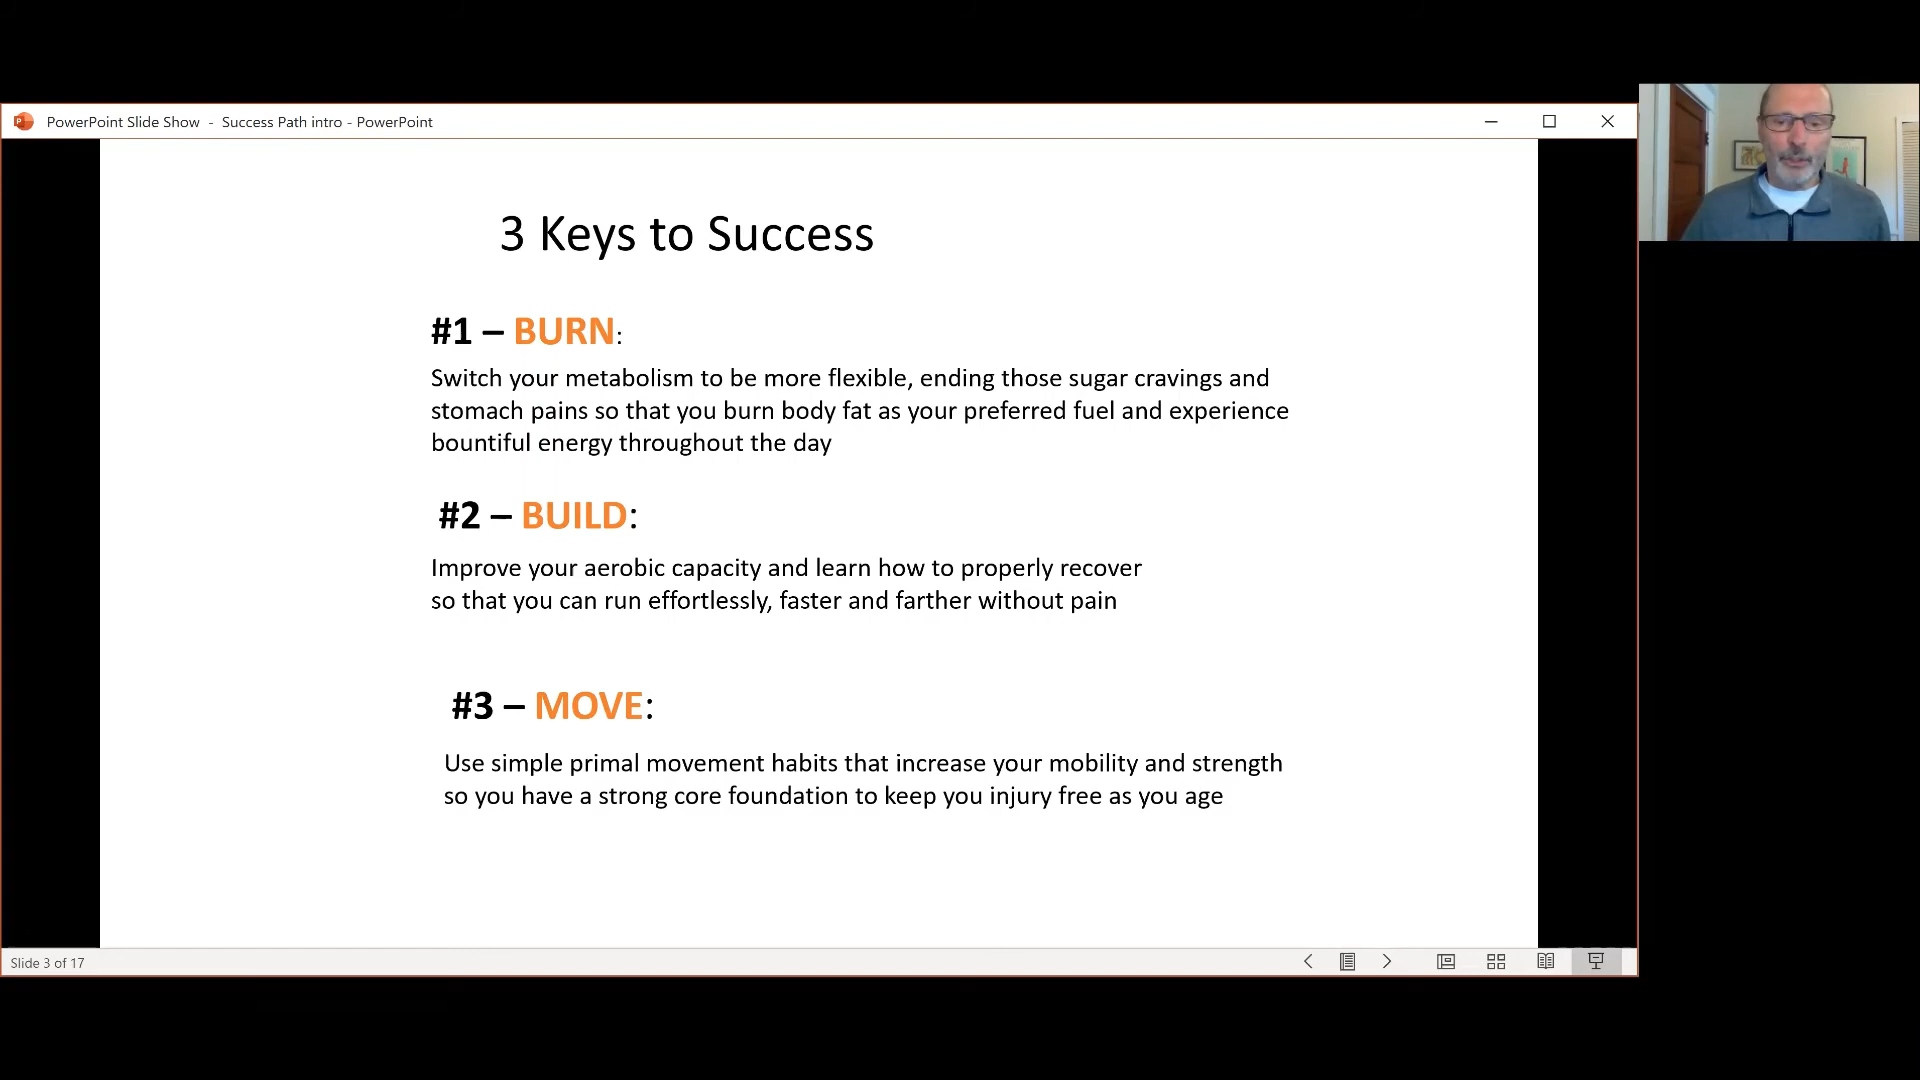 PowerPoint Slide Show - Success Path intro - PowerPoint
3 Keys to Success
#1 – BURN:
Switch your metabolism to be more flexible, ending those sugar cravings and
stomach pains so that you burn body fat as your preferred fuel and experience
bountiful energy throughout the day
#2 – BUILD:
Improve your aerobic capacity and learn how to properly recover
so that you can run effortlessly, faster and farther without pain
#3 – MOVE:
Use simple primal movement habits that increase your mobility and strength
so you have a strong core foundation to keep you injury free as you age
Slide 3 of 17